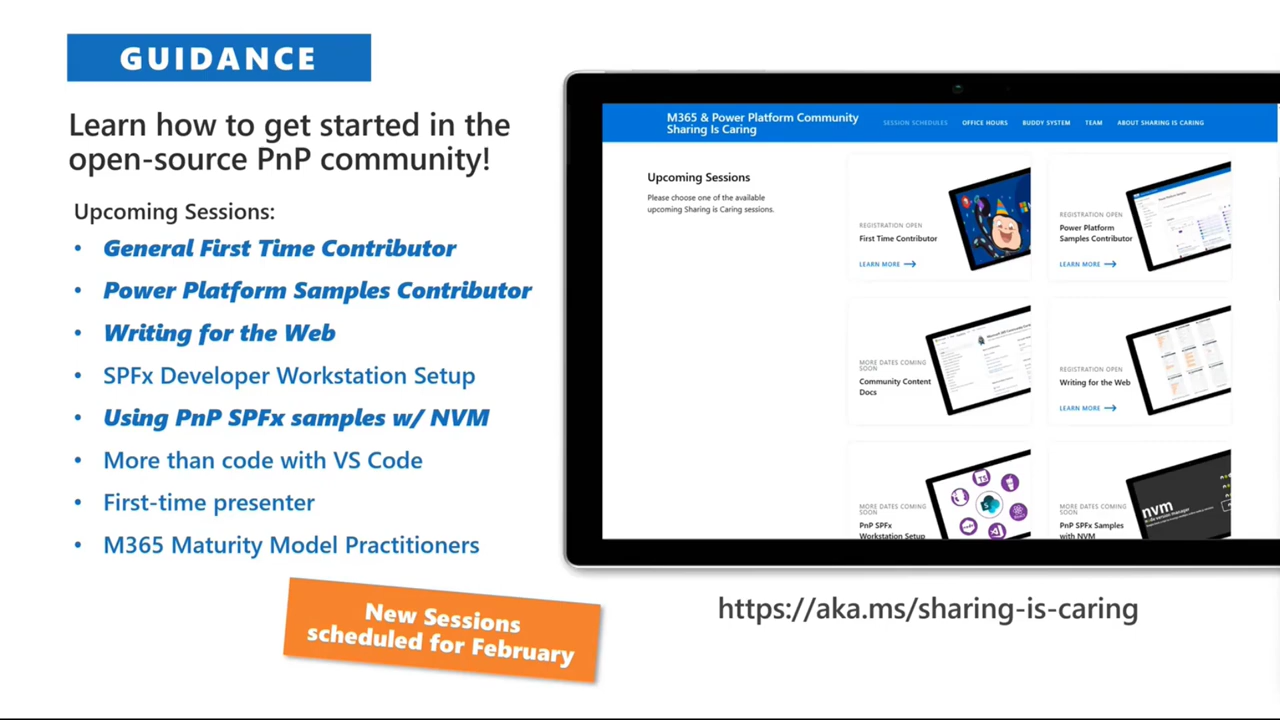 GUIDANCE
Learn how to get started in the
open-source PnP community!
Upcoming Sessions:
• General First Time Contributor
• Power Platform Samples Contributor
• Writing for the Web
• SPFx Developer Workstation Setup
• Using PnP SPFx samples w/ NVM
• More than code with VS Code
• First-time presenter
• M365 Maturity Model Practitioners
New Sessions
scheduled for February
M365 & Power Platform Community
Sharing Is Caring
SESSION SCHEDULES OFFICE HOURS BUDDY SYSTEM TEAM ABOUT SHARING IS CARING
Upcoming Sessions
Please choose one of the available
upcoming Sharing is Caring sessions.
REGISTRATION OPEN
First Time Contributor
LEARN MORE
REGISTRATION OPEN
Power Platform
Samples Contributor
LEARN MORE
MORE DATES COMING
SOON
Community Content
Docs
REGISTRATION OPEN
Writing for the Web
LEARN MORE
MORE DATES COMING
SOON
PnP SPFx
Workstation Setup
MORE DATES COMING
SOON
PnP SPFx Samples
with NVM
nvm
https://aka.ms/sharing-is-caring